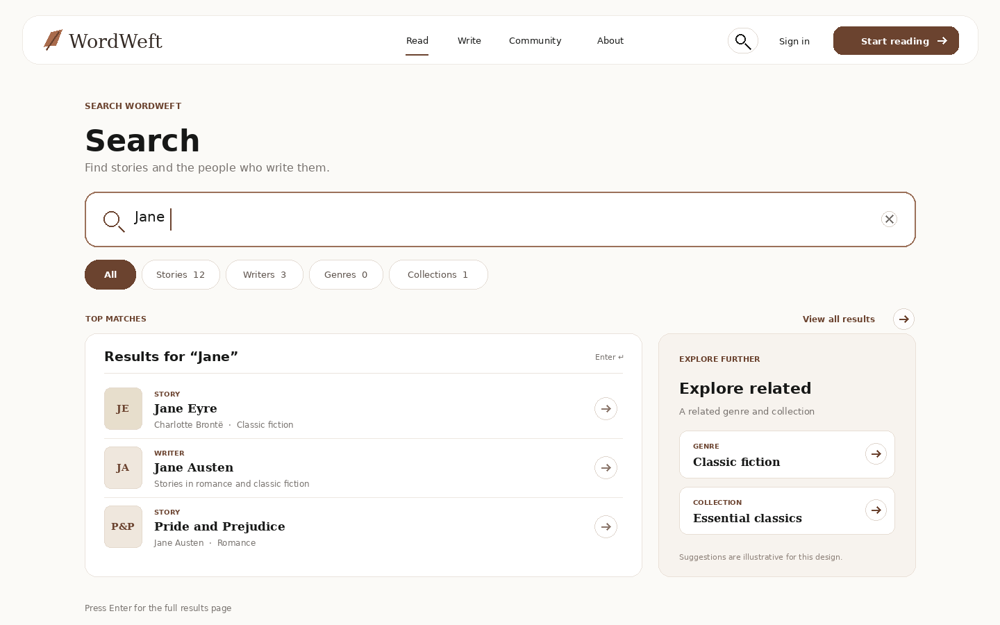 WordWeft
Read Write Community About
Sign in
Start reading
SEARCH WORDWEFT
Search
Find stories and the people who write them.
Jane
All
Stories 12
Writers 3
Genres 0
Collections 1
TOP MATCHES
View all results
Results for “Jane”
Enter ↵
JE
STORY
Jane Eyre
Charlotte Brontë · Classic fiction
JA
WRITER
Jane Austen
Stories in romance and classic fiction
P&P
STORY
Pride and Prejudice
Jane Austen · Romance
EXPLORE FURTHER
Explore related
A related genre and collection
GENRE
Classic fiction
COLLECTION
Essential classics
Suggestions are illustrative for this design.
Press Enter for the full results page